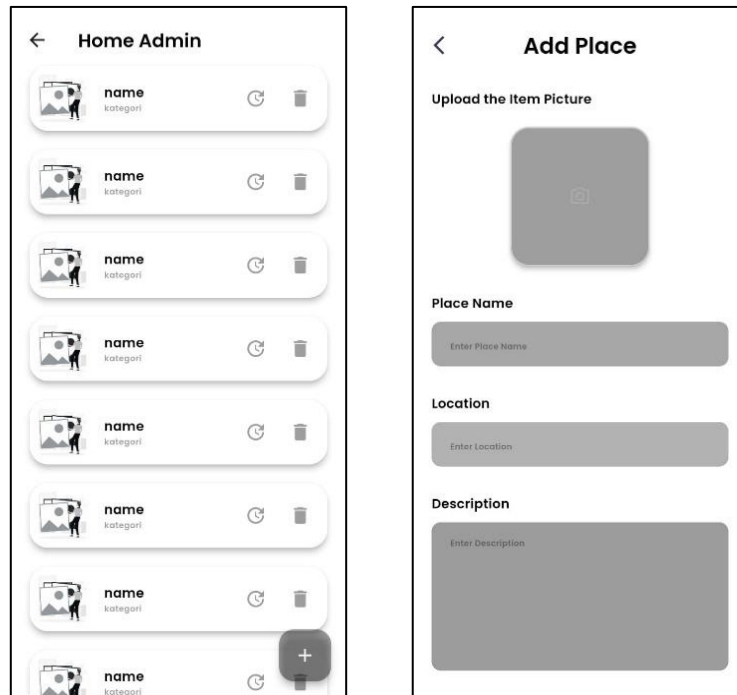 Home Admin
name
kategori
name
kategori
name
kategori
name
kategori
name
kategori
name
kategori
name
kategori
name
kategori
+
Add Place
Upload the Item Picture
Place Name
Enter Place Name
Location
Enter Location
Description
Enter Description